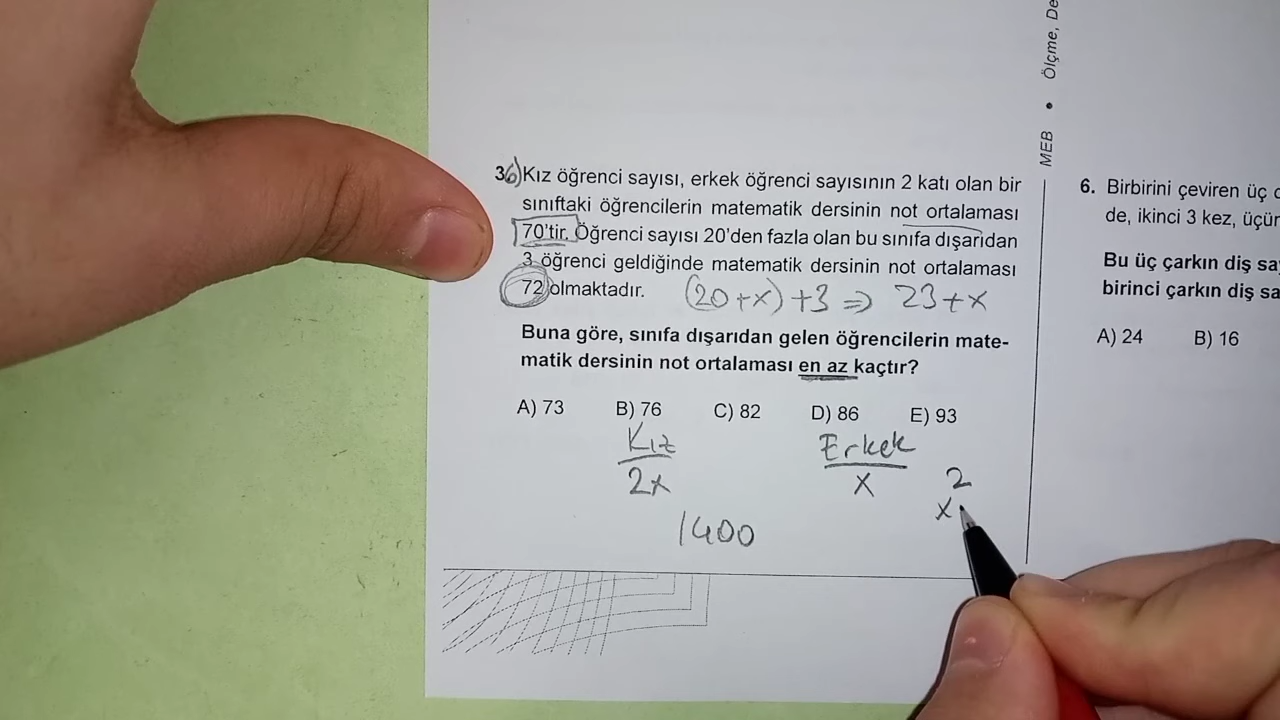 36) Kız öğrenci sayısı, erkek öğrenci sayısının 2 katı olan bir
sınıftaki öğrencilerin matematik dersinin not ortalaması
70'tir. Öğrenci sayısı 20'den fazla olan bu sınıfa dışarıdan
3 öğrenci geldiğinde matematik dersinin not ortalaması
72 olmaktadır.
(20+x)+3 ⇒ 23+x
Buna göre, sınıfa dışarıdan gelen öğrencilerin mate-
matik dersinin not ortalaması en az kaçtır?
A) 73 B) 76 C) 82 D) 86 E) 93
Kız Erkek
2x x
2
x
1400
MEB • Ölçme, De
6. Birbirini çeviren üç
de, ikinci 3 kez, üçün
Bu üç çarkın diş sa
birinci çarkın diş sa
A) 24 B) 16